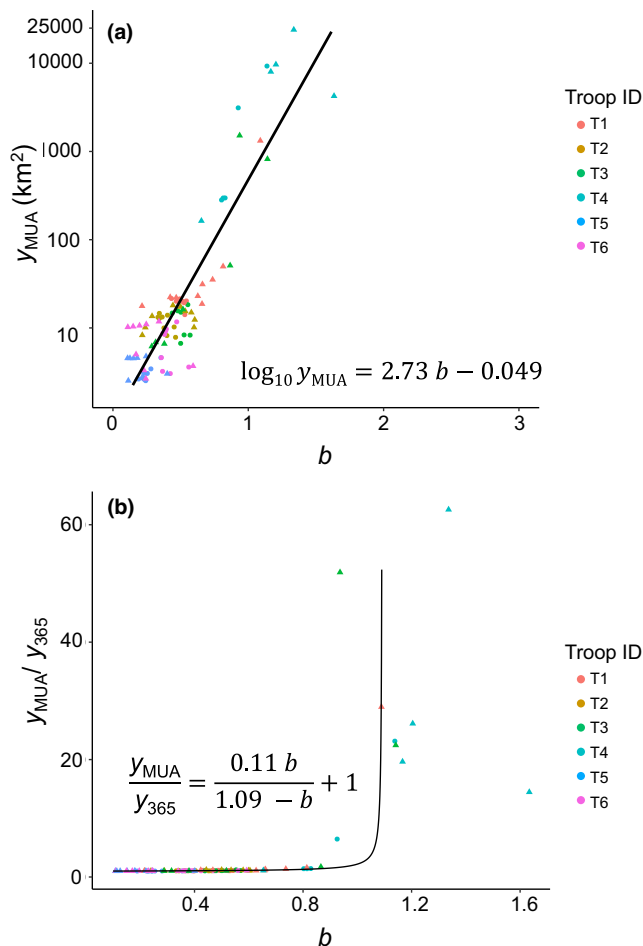 (a)
25000
10000
1000
100
10
y_MUA (km²)
0 1 2 3
b
log₁₀ y_MUA = 2.73 b − 0.049
Troop ID
T1
T2
T3
T4
T5
T6
(b)
60
40
20
0
y_MUA/ y_365
0.4 0.8 1.2 1.6
b
y_MUA / y_365 = 0.11 b / 1.09 − b + 1
Troop ID
T1
T2
T3
T4
T5
T6